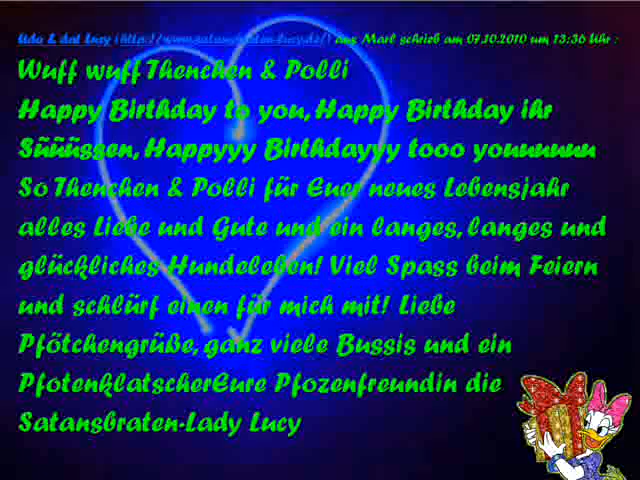 Udo & dat Lucy (http://www.satansbraten-lucy.de/) aus Marl schrieb am 07.10.2010 um 13:36 Uhr :
Wuff wuff Thenchen & Polli
Happy Birthday to you, Happy Birthday ihr
Süüüssen, Happyyy Birthdayyy tooo youuuuuu
So Thenchen & Polli für Euer neues Lebensjahr
alles Liebe und Gute und ein langes, langes und
glückliches Hundeleben! Viel Spass beim Feiern
und schlürf einen für mich mit! Liebe
Pfötchengrüße, ganz viele Bussis und ein
PfotenklatscherEure Pfozenfreundin die
Satansbraten-Lady Lucy